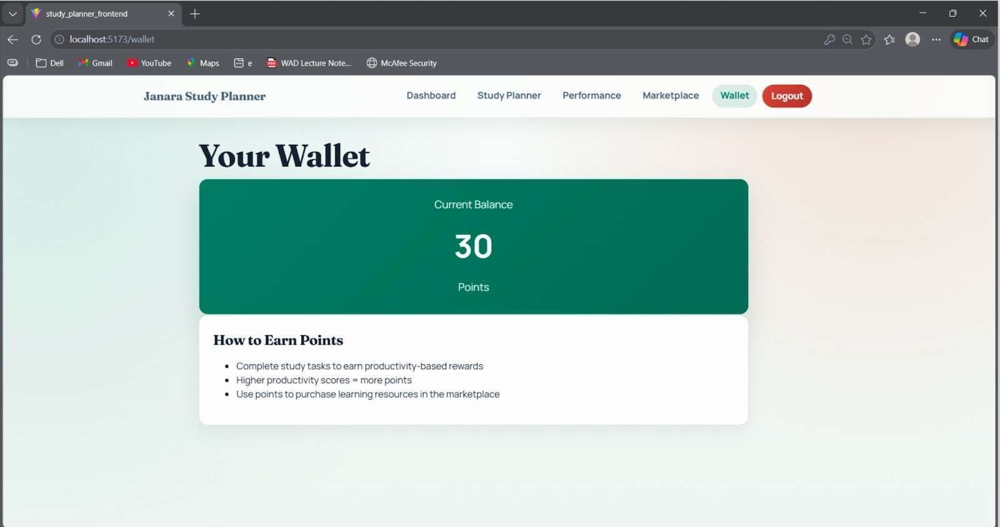 study_planner_frontend
localhost:5173/wallet
Chat
Dell
Gmail
YouTube
Maps
e
WAD Lecture Note...
McAfee Security
Janara Study Planner
Dashboard
Study Planner
Performance
Marketplace
Wallet
Logout
Your Wallet
Current Balance
30
Points
How to Earn Points
Complete study tasks to earn productivity-based rewards
Higher productivity scores = more points
Use points to purchase learning resources in the marketplace